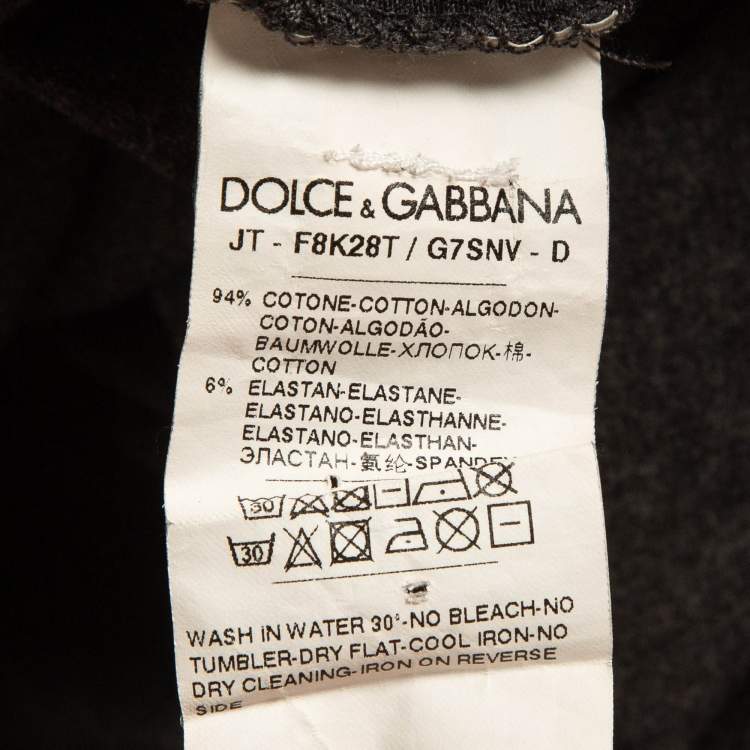 DOLCE & GABBANA
JT - F8K28T / G7SNV - D
94% COTONE-COTTON-ALGODON-
COTON-ALGODÃO-
BAUMWOLLE-ХЛОПОК-棉-
COTTON
6% ELASTAN-ELASTANE-
ELASTANO-ELASTHANNE-
ELASTANO-ELASTHAN-
ЭЛАСТАН-氨纶-SPANDEX
30
30
WASH IN WATER 30°-NO BLEACH-NO
TUMBLER-DRY FLAT-COOL IRON-NO
DRY CLEANING-IRON ON REVERSE
SIDE